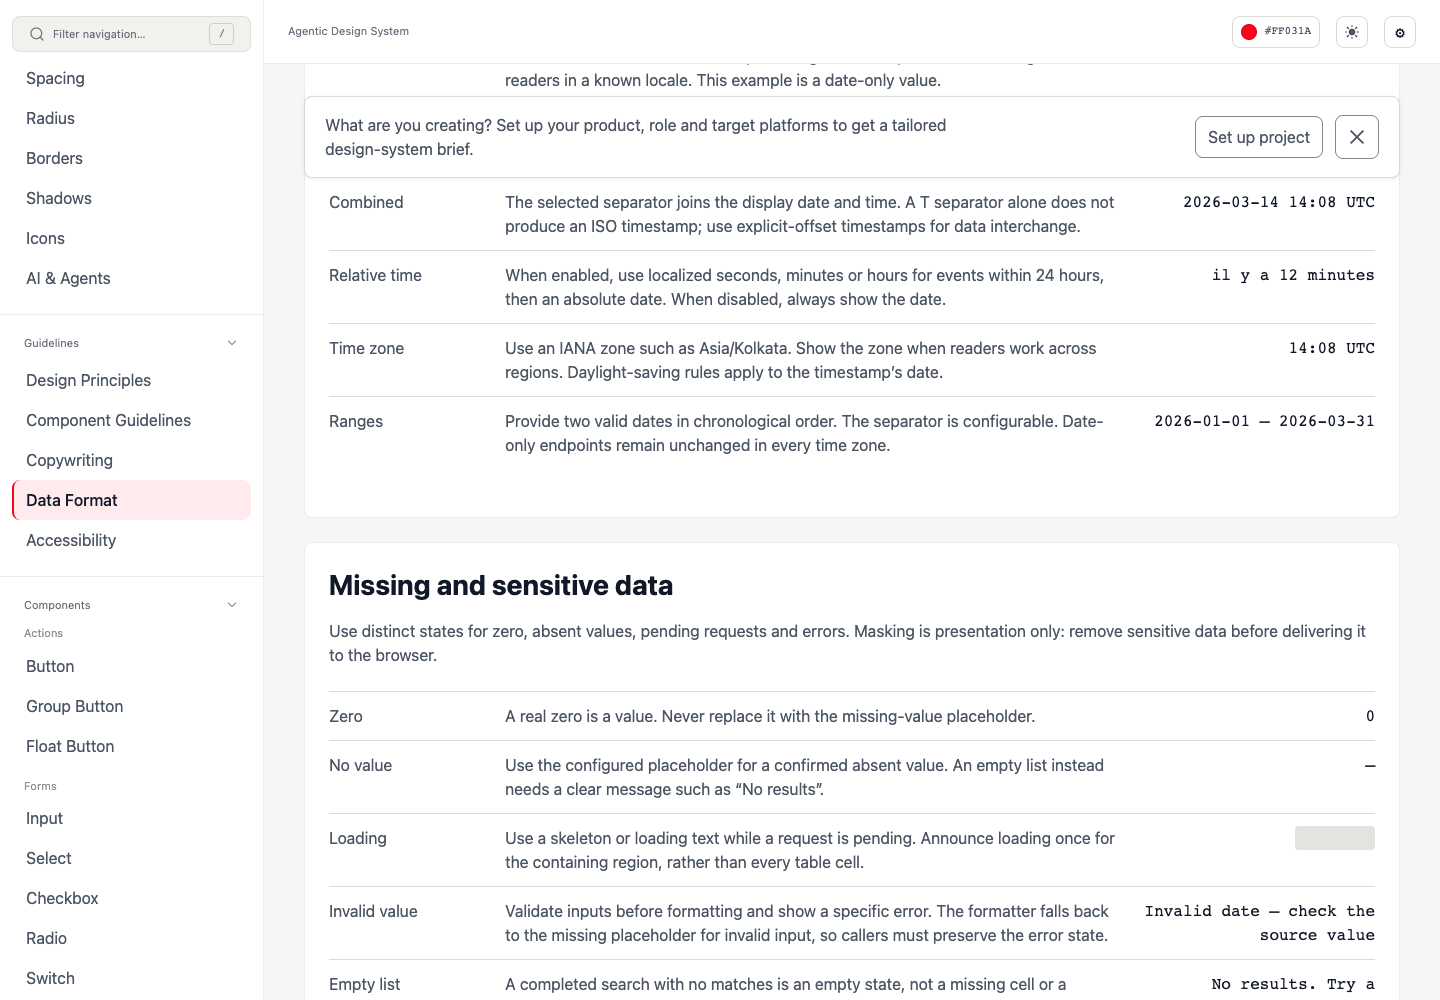 Filter navigation...
/
Spacing
Radius
Borders
Shadows
Icons
AI & Agents
Guidelines
Design Principles
Component Guidelines
Copywriting
Data Format
Accessibility
Components
Actions
Button
Group Button
Float Button
Forms
Input
Select
Checkbox
Radio
Switch
Agentic Design System
#FF031A
readers in a known locale. This example is a date-only value.
What are you creating? Set up your product, role and target platforms to get a tailored
design-system brief.
Set up project
Combined
The selected separator joins the display date and time. A T separator alone does not
produce an ISO timestamp; use explicit-offset timestamps for data interchange.
2026-03-14 14:08 UTC
Relative time
When enabled, use localized seconds, minutes or hours for events within 24 hours,
then an absolute date. When disabled, always show the date.
il y a 12 minutes
Time zone
Use an IANA zone such as Asia/Kolkata. Show the zone when readers work across
regions. Daylight-saving rules apply to the timestamp's date.
14:08 UTC
Ranges
Provide two valid dates in chronological order. The separator is configurable. Date-
only endpoints remain unchanged in every time zone.
2026-01-01 — 2026-03-31
Missing and sensitive data
Use distinct states for zero, absent values, pending requests and errors. Masking is presentation only: remove sensitive data before delivering it
to the browser.
Zero
A real zero is a value. Never replace it with the missing-value placeholder.
0
No value
Use the configured placeholder for a confirmed absent value. An empty list instead
needs a clear message such as “No results”.
—
Loading
Use a skeleton or loading text while a request is pending. Announce loading once for
the containing region, rather than every table cell.
Invalid value
Validate inputs before formatting and show a specific error. The formatter falls back
to the missing placeholder for invalid input, so callers must preserve the error state.
Invalid date — check the
source value
Empty list
A completed search with no matches is an empty state, not a missing cell or a
No results. Try a